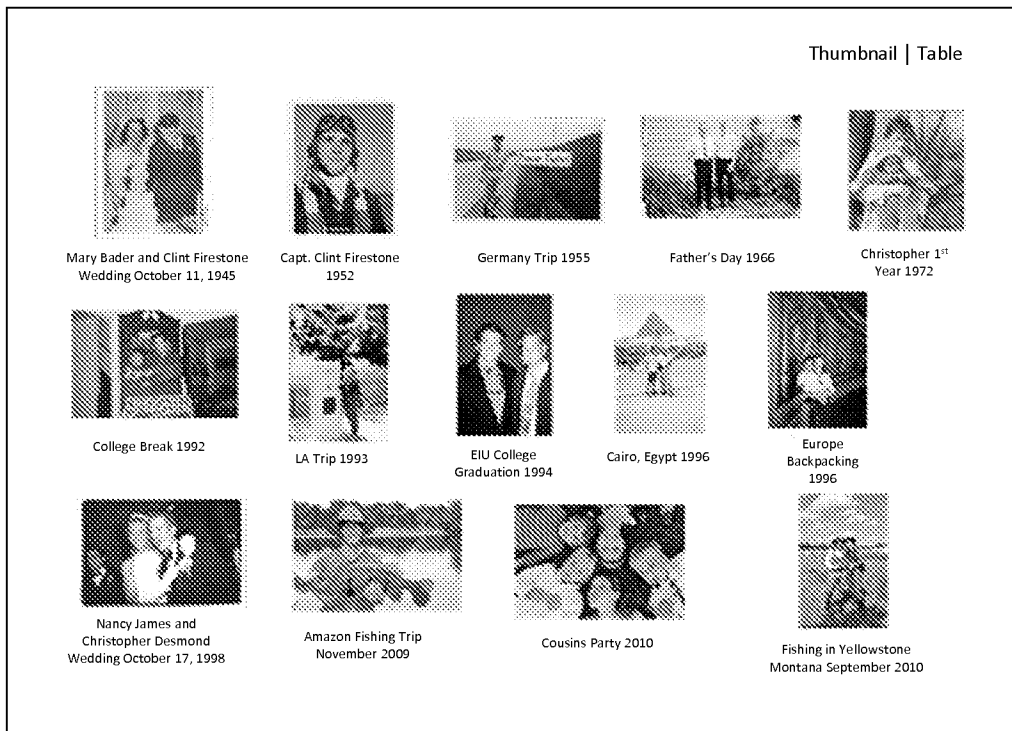 Thumbnail | Table
Mary Bader and Clint Firestone
Wedding October 11, 1945
Capt. Clint Firestone
1952
Germany Trip 1955
Father's Day 1966
Christopher 1st
Year 1972
College Break 1992
LA Trip 1993
EIU College
Graduation 1994
Cairo, Egypt 1996
Europe
Backpacking
1996
Nancy James and
Christopher Desmond
Wedding October 17, 1998
Amazon Fishing Trip
November 2009
Cousins Party 2010
Fishing in Yellowstone
Montana September 2010